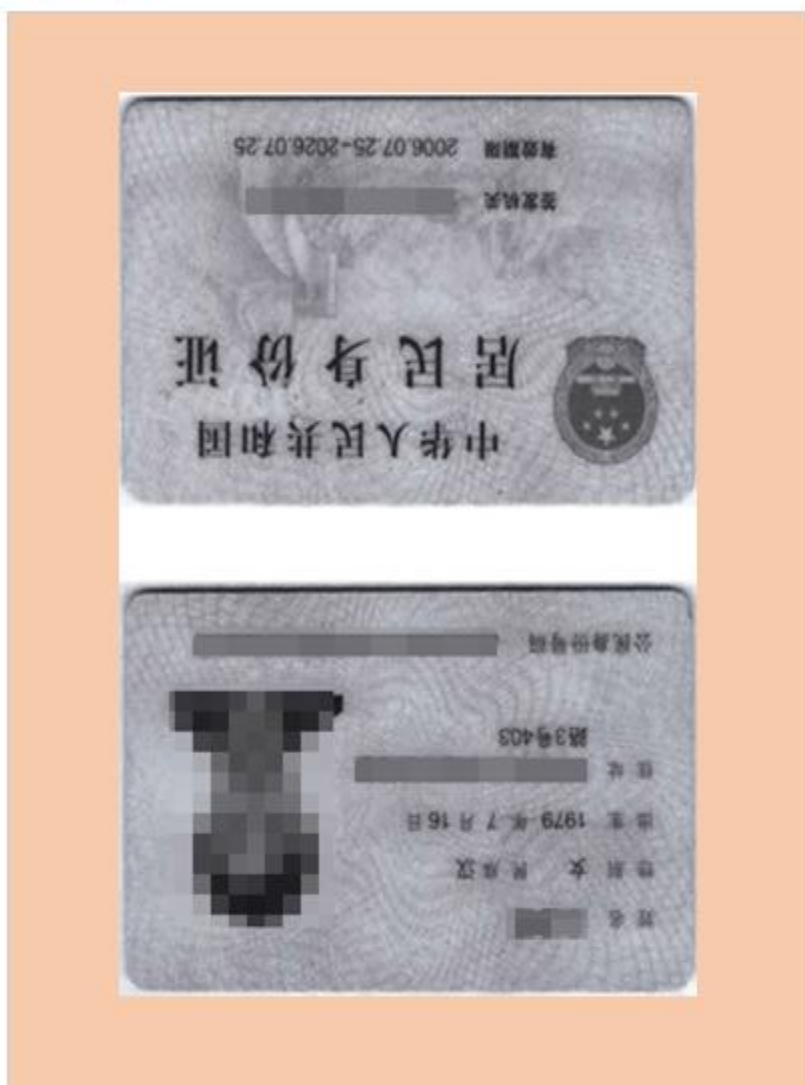 姓名
性别 女 民族 汉
出生 1979 年 7 月 16 日
住址
路3号403
公民身份号码
中华人民共和国
居民身份证
签发机关
有效期限 2006.07.25-2026.07.25